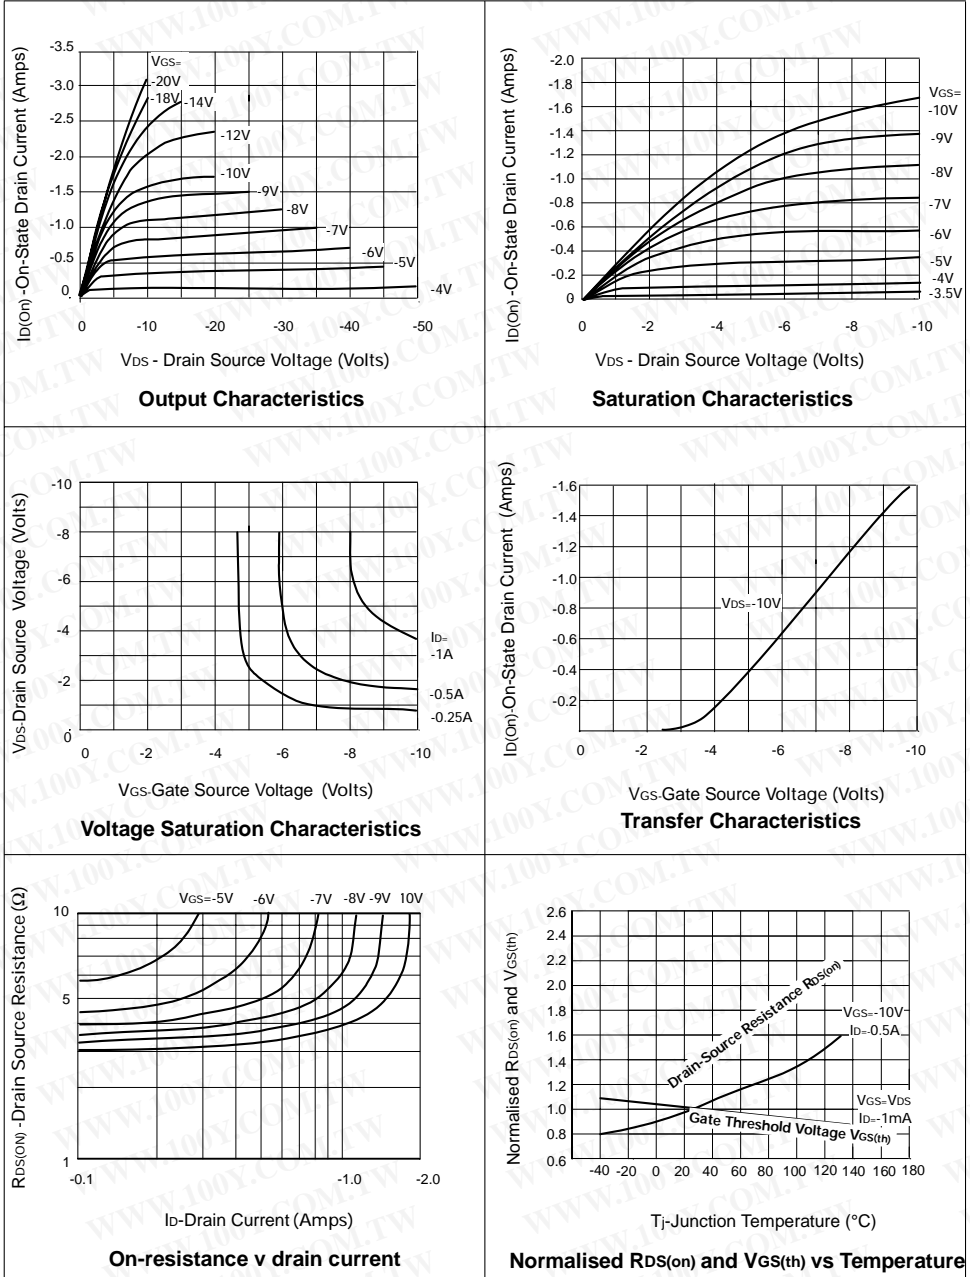 WWW.100Y.COM.TW
ID(On) -On-State Drain Current (Amps)
-3.5
-3.0
-2.5
-2.0
-1.5
-1.0
-0.5
0
VGS=
-20V
-18V
-14V
-12V
-10V
-9V
-8V
-7V
-6V
-5V
-4V
0 -10 -20 -30 -40 -50
VDS - Drain Source Voltage (Volts)
Output Characteristics
ID(On) -On-State Drain Current (Amps)
-2.0
-1.8
-1.6
-1.4
-1.2
-1.0
-0.8
-0.6
-0.4
-0.2
0
VGS=
-10V
-9V
-8V
-7V
-6V
-5V
-4V
-3.5V
0 -2 -4 -6 -8 -10
VDS - Drain Source Voltage (Volts)
Saturation Characteristics
VDS-Drain Source Voltage (Volts)
-10
-8
-6
-4
-2
0
ID=
-1A
-0.5A
-0.25A
0 -2 -4 -6 -8 -10
VGS-Gate Source Voltage (Volts)
Voltage Saturation Characteristics
ID(On)-On-State Drain Current (Amps)
-1.6
-1.4
-1.2
-1.0
-0.8
-0.6
-0.4
-0.2
VDS=-10V
0 -2 -4 -6 -8 -10
VGS-Gate Source Voltage (Volts)
Transfer Characteristics
RDS(ON) -Drain Source Resistance (Ω)
10
5
1
VGS=-5V -6V -7V -8V -9V 10V
-0.1 -1.0 -2.0
ID-Drain Current (Amps)
On-resistance v drain current
Normalised RDS(on) and VGS(th)
2.6
2.4
2.2
2.0
1.8
1.6
1.4
1.2
1.0
0.8
0.6
Drain-Source Resistance RDS(on)
VGS=-10V
ID=-0.5A
VGS=VDS
ID=-1mA
Gate Threshold Voltage VGS(th)
-40 -20 0 20 40 60 80 100 120 140 160 180
Tj-Junction Temperature (°C)
Normalised RDS(on) and VGS(th) vs Temperature